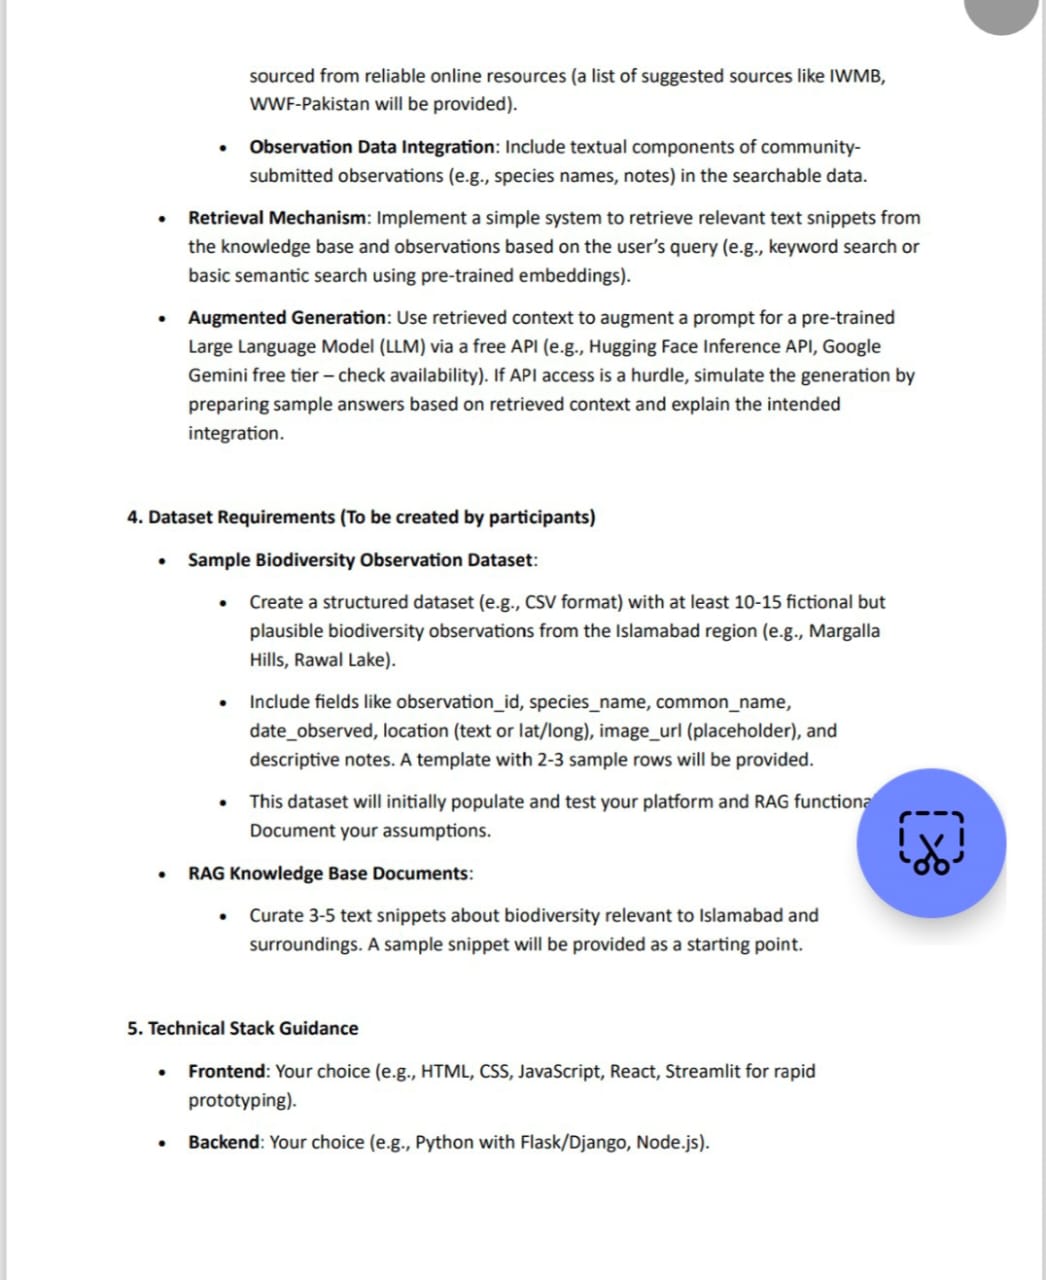 sourced from reliable online resources (a list of suggested sources like IWMB,
WWF-Pakistan will be provided).
• Observation Data Integration: Include textual components of community-
submitted observations (e.g., species names, notes) in the searchable data.
• Retrieval Mechanism: Implement a simple system to retrieve relevant text snippets from
the knowledge base and observations based on the user's query (e.g., keyword search or
basic semantic search using pre-trained embeddings).
• Augmented Generation: Use retrieved context to augment a prompt for a pre-trained
Large Language Model (LLM) via a free API (e.g., Hugging Face Inference API, Google
Gemini free tier – check availability). If API access is a hurdle, simulate the generation by
preparing sample answers based on retrieved context and explain the intended
integration.
4. Dataset Requirements (To be created by participants)
• Sample Biodiversity Observation Dataset:
• Create a structured dataset (e.g., CSV format) with at least 10-15 fictional but
plausible biodiversity observations from the Islamabad region (e.g., Margalla
Hills, Rawal Lake).
• Include fields like observation_id, species_name, common_name,
date_observed, location (text or lat/long), image_url (placeholder), and
descriptive notes. A template with 2-3 sample rows will be provided.
• This dataset will initially populate and test your platform and RAG
Document your assumptions.
• RAG Knowledge Base Documents:
• Curate 3-5 text snippets about biodiversity relevant to Islamabad and
surroundings. A sample snippet will be provided as a starting point.
5. Technical Stack Guidance
• Frontend: Your choice (e.g., HTML, CSS, JavaScript, React, Streamlit for rapid
prototyping).
• Backend: Your choice (e.g., Python with Flask/Django, Node.js).